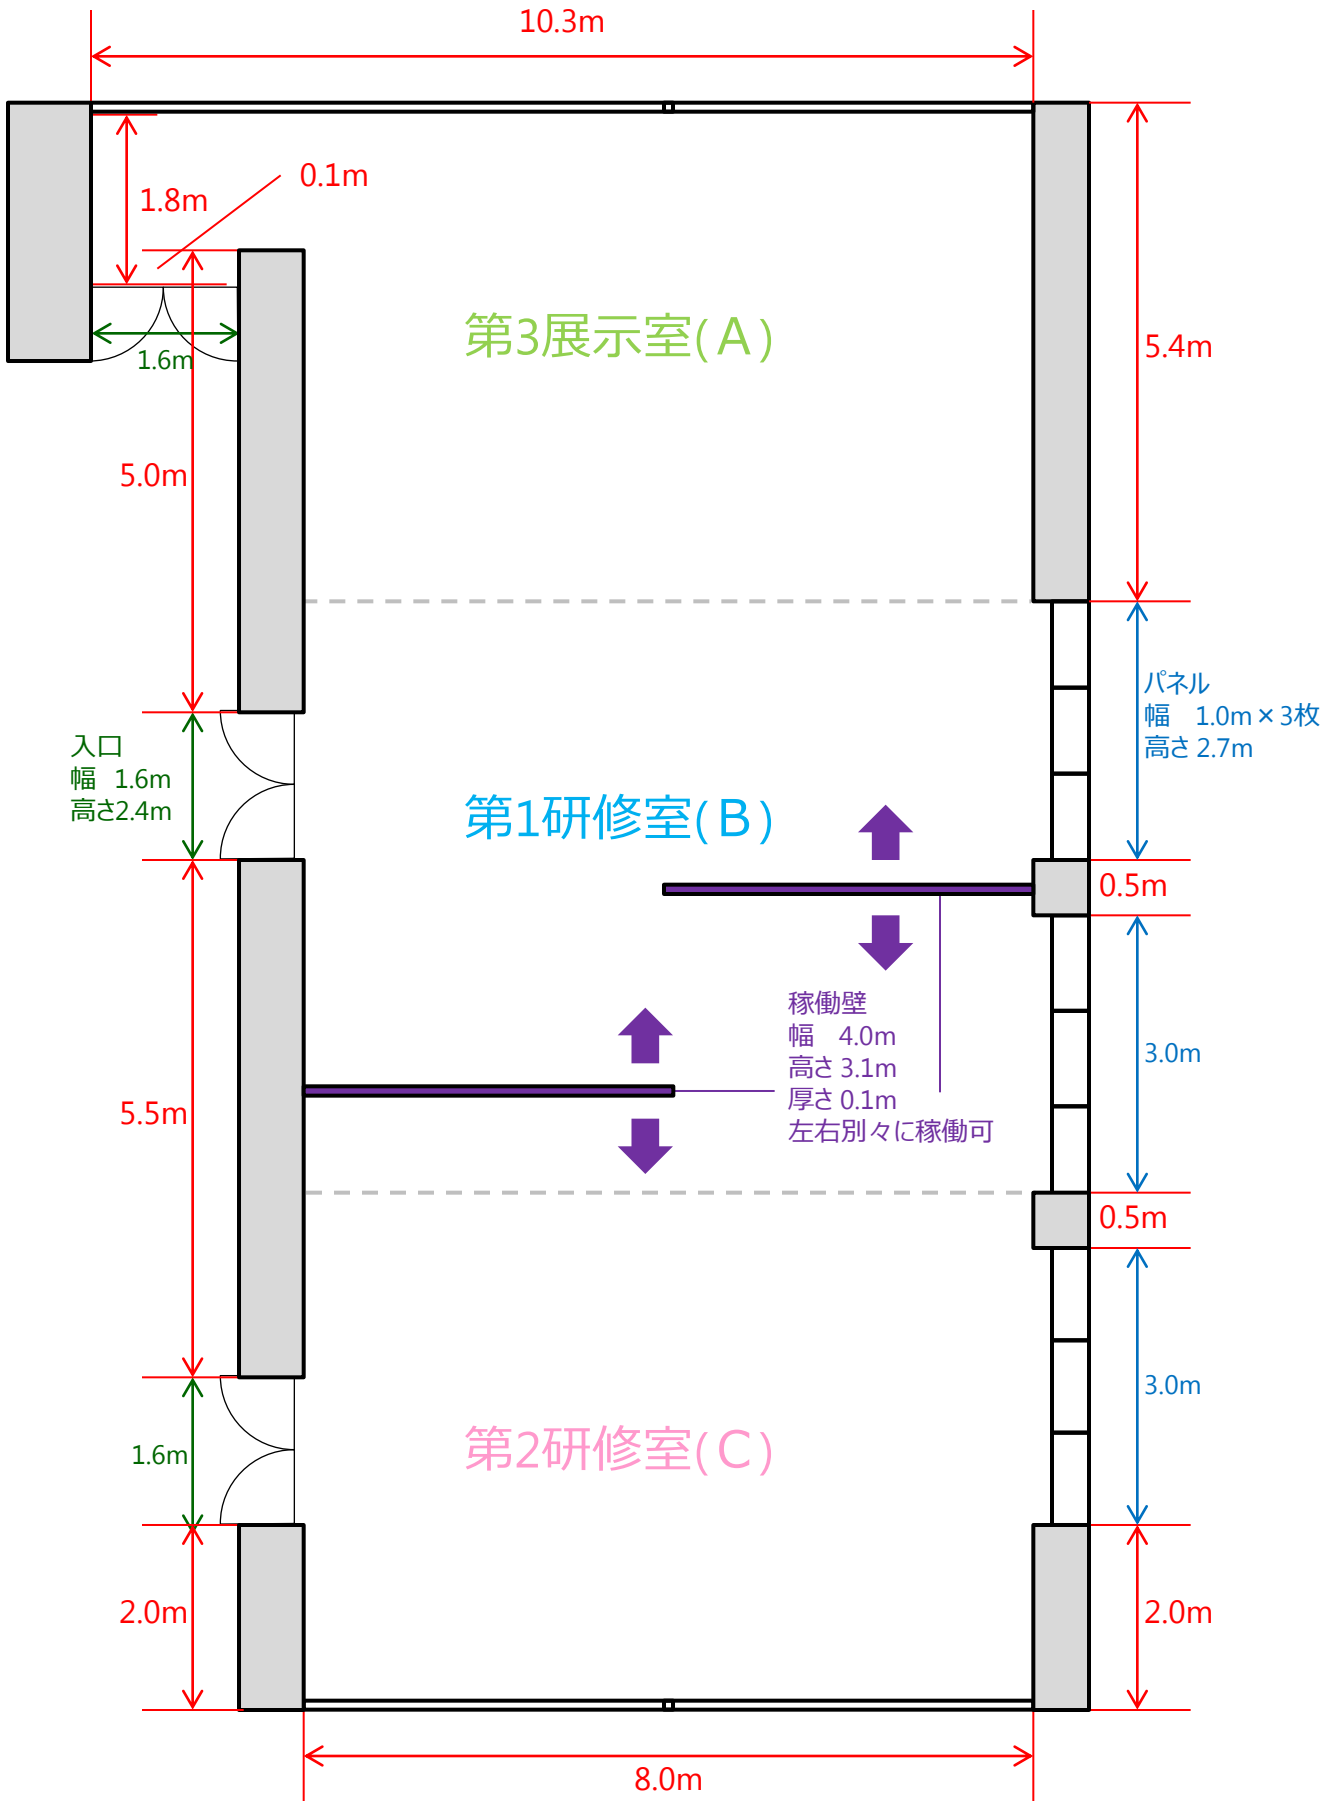 10.3m
0.1m
1.8m
第3展示室(A)
1.6m
5.4m
5.0m
パネル
幅　1.0m×3枚
高さ 2.7m
入口
幅　1.6m
高さ2.4m
第1研修室(B)
0.5m
稼働壁
幅　4.0m
高さ 3.1m
厚さ 0.1m
左右別々に稼働可
3.0m
5.5m
0.5m
3.0m
第2研修室(C)
1.6m
2.0m
2.0m
8.0m